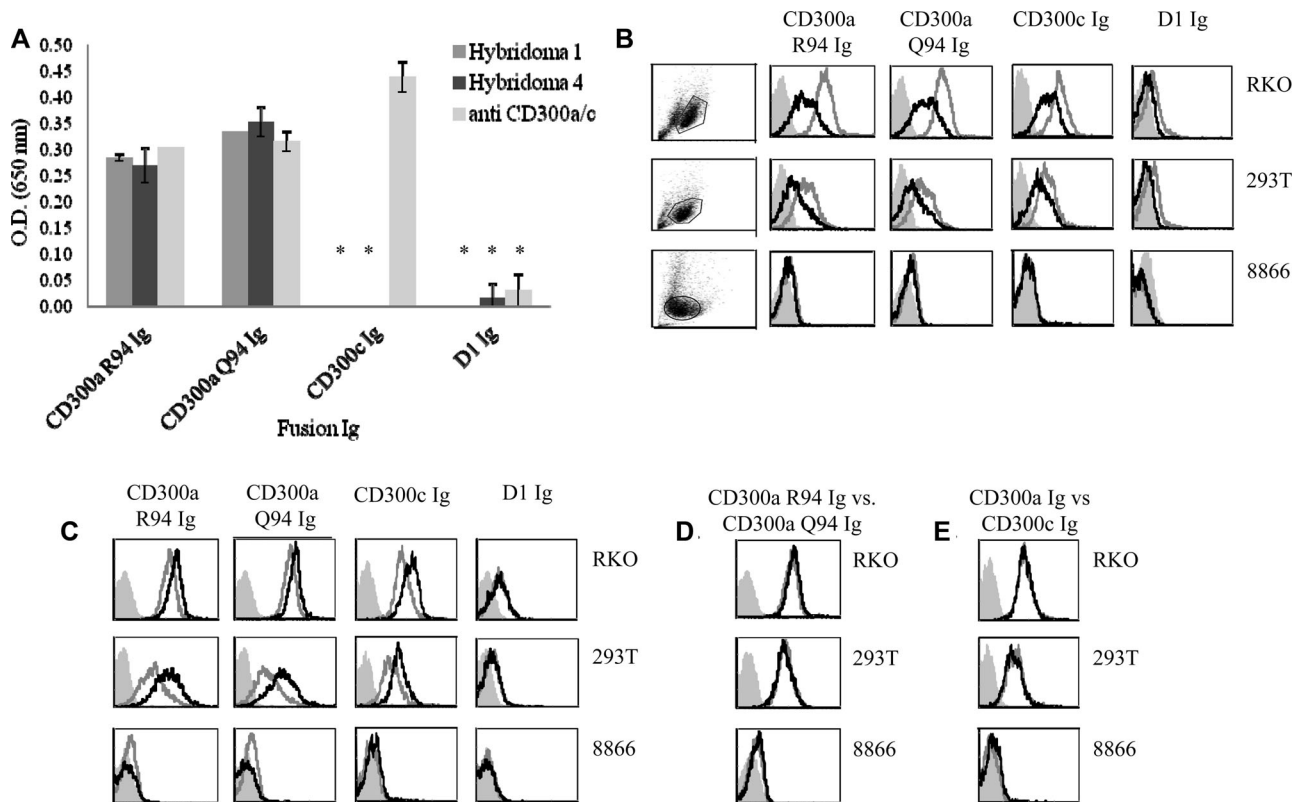 A
0.50
0.45
0.40
0.35
0.30
0.25
0.20
0.15
0.10
0.05
0.00
O.D. (650 nm)
Hybridoma 1
Hybridoma 4
anti CD300a/c
* * * * *
CD300a R94 Ig
CD300a Q94 Ig
CD300c Ig
D1 Ig
Fusion Ig
B
CD300a
R94 Ig
CD300a
Q94 Ig
CD300c Ig
D1 Ig
RKO
293T
8866
C
CD300a
R94 Ig
CD300a
Q94 Ig
CD300c Ig
D1 Ig
RKO
293T
8866
D
CD300a R94 Ig vs.
CD300a Q94 Ig
RKO
293T
8866
E
CD300a Ig vs
CD300c Ig
RKO
293T
8866